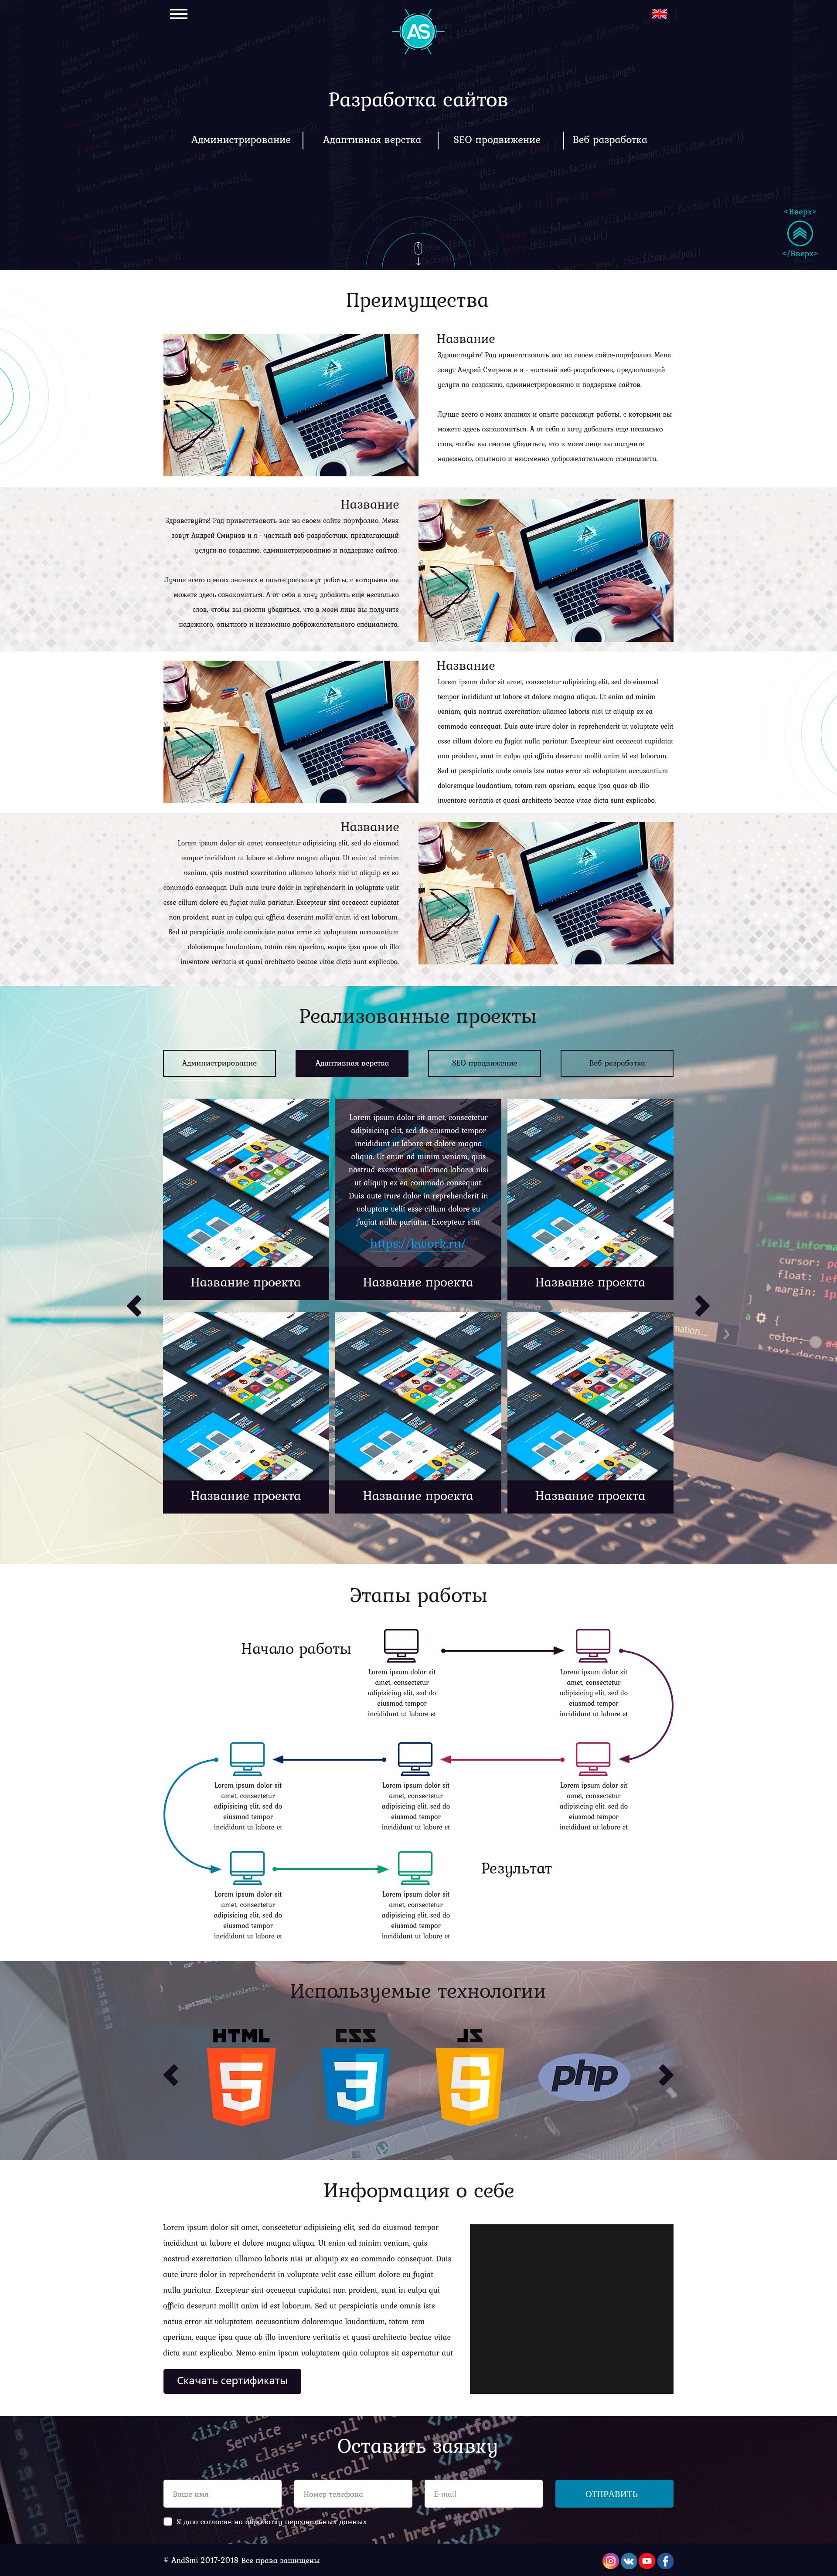 AS
Разработка сайтов
Администрирование
Адаптивная верстка
SEO-продвижение
Веб-разработка
<Вверх>
</Вверх>
Преимущества
Название
Здравствуйте! Рад приветствовать вас на своем сайте-портфолио. Меня
зовут Андрей Смирнов и я - частный веб-разработчик, предлагающий
услуги по созданию, администрированию и поддержке сайтов.
Лучше всего о моих знаниях и опыте расскажут работы, с которыми вы
можете здесь ознакомиться. А от себя я хочу добавить еще несколько
слов, чтобы вы смогли убедиться, что в моем лице вы получите
надежного, опытного и неизменно доброжелательного специалиста.
Название
Здравствуйте! Рад приветствовать вас на своем сайте-портфолио. Меня
зовут Андрей Смирнов и я - частный веб-разработчик, предлагающий
услуги по созданию, администрированию и поддержке сайтов.
Лучше всего о моих знаниях и опыте расскажут работы, с которыми вы
можете здесь ознакомиться. А от себя я хочу добавить еще несколько
слов, чтобы вы смогли убедиться, что в моем лице вы получите
надежного, опытного и неизменно доброжелательного специалиста.
Название
Lorem ipsum dolor sit amet, consectetur adipisicing elit, sed do eiusmod
tempor incididunt ut labore et dolore magna aliqua. Ut enim ad minim
veniam, quis nostrud exercitation ullamco laboris nisi ut aliquip ex ea
commodo consequat. Duis aute irure dolor in reprehenderit in voluptate velit
esse cillum dolore eu fugiat nulla pariatur. Excepteur sint occaecat cupidatat
non proident, sunt in culpa qui officia deserunt mollit anim id est laborum.
Sed ut perspiciatis unde omnis iste natus error sit voluptatem accusantium
doloremque laudantium, totam rem aperiam, eaque ipsa quae ab illo
inventore veritatis et quasi architecto beatae vitae dicta sunt explicabo.
Название
Lorem ipsum dolor sit amet, consectetur adipisicing elit, sed do eiusmod
tempor incididunt ut labore et dolore magna aliqua. Ut enim ad minim
veniam, quis nostrud exercitation ullamco laboris nisi ut aliquip ex ea
commodo consequat. Duis aute irure dolor in reprehenderit in voluptate velit
esse cillum dolore eu fugiat nulla pariatur. Excepteur sint occaecat cupidatat
non proident, sunt in culpa qui officia deserunt mollit anim id est laborum.
Sed ut perspiciatis unde omnis iste natus error sit voluptatem accusantium
doloremque laudantium, totam rem aperiam, eaque ipsa quae ab illo
inventore veritatis et quasi architecto beatae vitae dicta sunt explicabo.
Реализованные проекты
Администрирование
Адаптивная верстка
SEO-продвижение
Веб-разработка
Lorem ipsum dolor sit amet, consectetur
adipisicing elit, sed do eiusmod tempor
incididunt ut labore et dolore magna
aliqua. Ut enim ad minim veniam, quis
nostrud exercitation ullamco laboris nisi
ut aliquip ex ea commodo consequat.
Duis aute irure dolor in reprehenderit in
voluptate velit esse cillum dolore eu
fugiat nulla pariatur. Excepteur sint
https://kwork.ru/
Название проекта
Название проекта
Название проекта
Название проекта
Название проекта
Название проекта
Этапы работы
Начало работы
Lorem ipsum dolor sit
amet, consectetur
adipisicing elit, sed do
eiusmod tempor
incididunt ut labore et
Lorem ipsum dolor sit
amet, consectetur
adipisicing elit, sed do
eiusmod tempor
incididunt ut labore et
Lorem ipsum dolor sit
amet, consectetur
adipisicing elit, sed do
eiusmod tempor
incididunt ut labore et
Lorem ipsum dolor sit
amet, consectetur
adipisicing elit, sed do
eiusmod tempor
incididunt ut labore et
Lorem ipsum dolor sit
amet, consectetur
adipisicing elit, sed do
eiusmod tempor
incididunt ut labore et
Lorem ipsum dolor sit
amet, consectetur
adipisicing elit, sed do
eiusmod tempor
incididunt ut labore et
Lorem ipsum dolor sit
amet, consectetur
adipisicing elit, sed do
eiusmod tempor
incididunt ut labore et
Результат
Используемые технологии
HTML
5
CSS
3
JS
5
php
Информация о себе
Lorem ipsum dolor sit amet, consectetur adipisicing elit, sed do eiusmod tempor
incididunt ut labore et dolore magna aliqua. Ut enim ad minim veniam, quis
nostrud exercitation ullamco laboris nisi ut aliquip ex ea commodo consequat. Duis
aute irure dolor in reprehenderit in voluptate velit esse cillum dolore eu fugiat
nulla pariatur. Excepteur sint occaecat cupidatat non proident, sunt in culpa qui
officia deserunt mollit anim id est laborum. Sed ut perspiciatis unde omnis iste
natus error sit voluptatem accusantium doloremque laudantium, totam rem
aperiam, eaque ipsa quae ab illo inventore veritatis et quasi architecto beatae vitae
dicta sunt explicabo. Nemo enim ipsam voluptatem quia voluptas sit aspernatur aut
Скачать сертификаты
Оставить заявку
Ваше имя
Номер телефона
E-mail
ОТПРАВИТЬ
Я даю согласие на обработку персональных данных
© AndSmi 2017-2018 Все права защищены